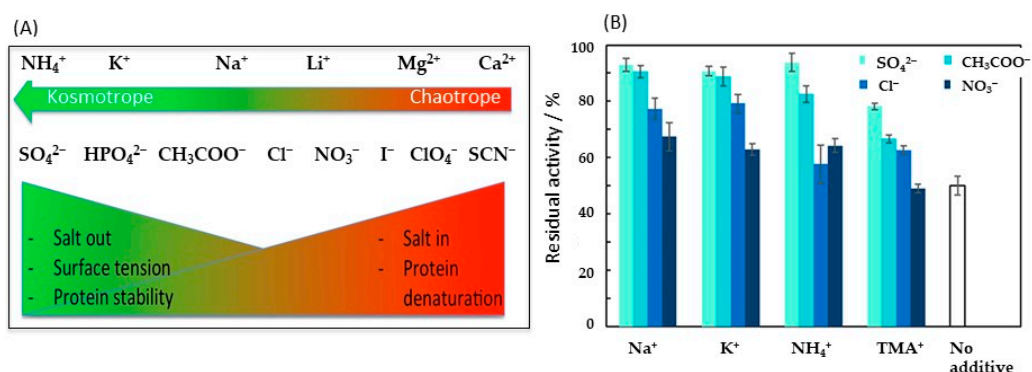 (A)
NH₄⁺ K⁺ Na⁺ Li⁺ Mg²⁺ Ca²⁺
Kosmotrope Chaotrope
SO₄²⁻ HPO₄²⁻ CH₃COO⁻ Cl⁻ NO₃⁻ I⁻ ClO₄⁻ SCN⁻
- Salt out
- Surface tension
- Protein stability
- Salt in
- Protein
denaturation
(B)
Residual activity / %
100
80
60
40
20
0
SO₄²⁻ CH₃COO⁻
Cl⁻ NO₃⁻
Na⁺ K⁺ NH₄⁺ TMA⁺ No
additive